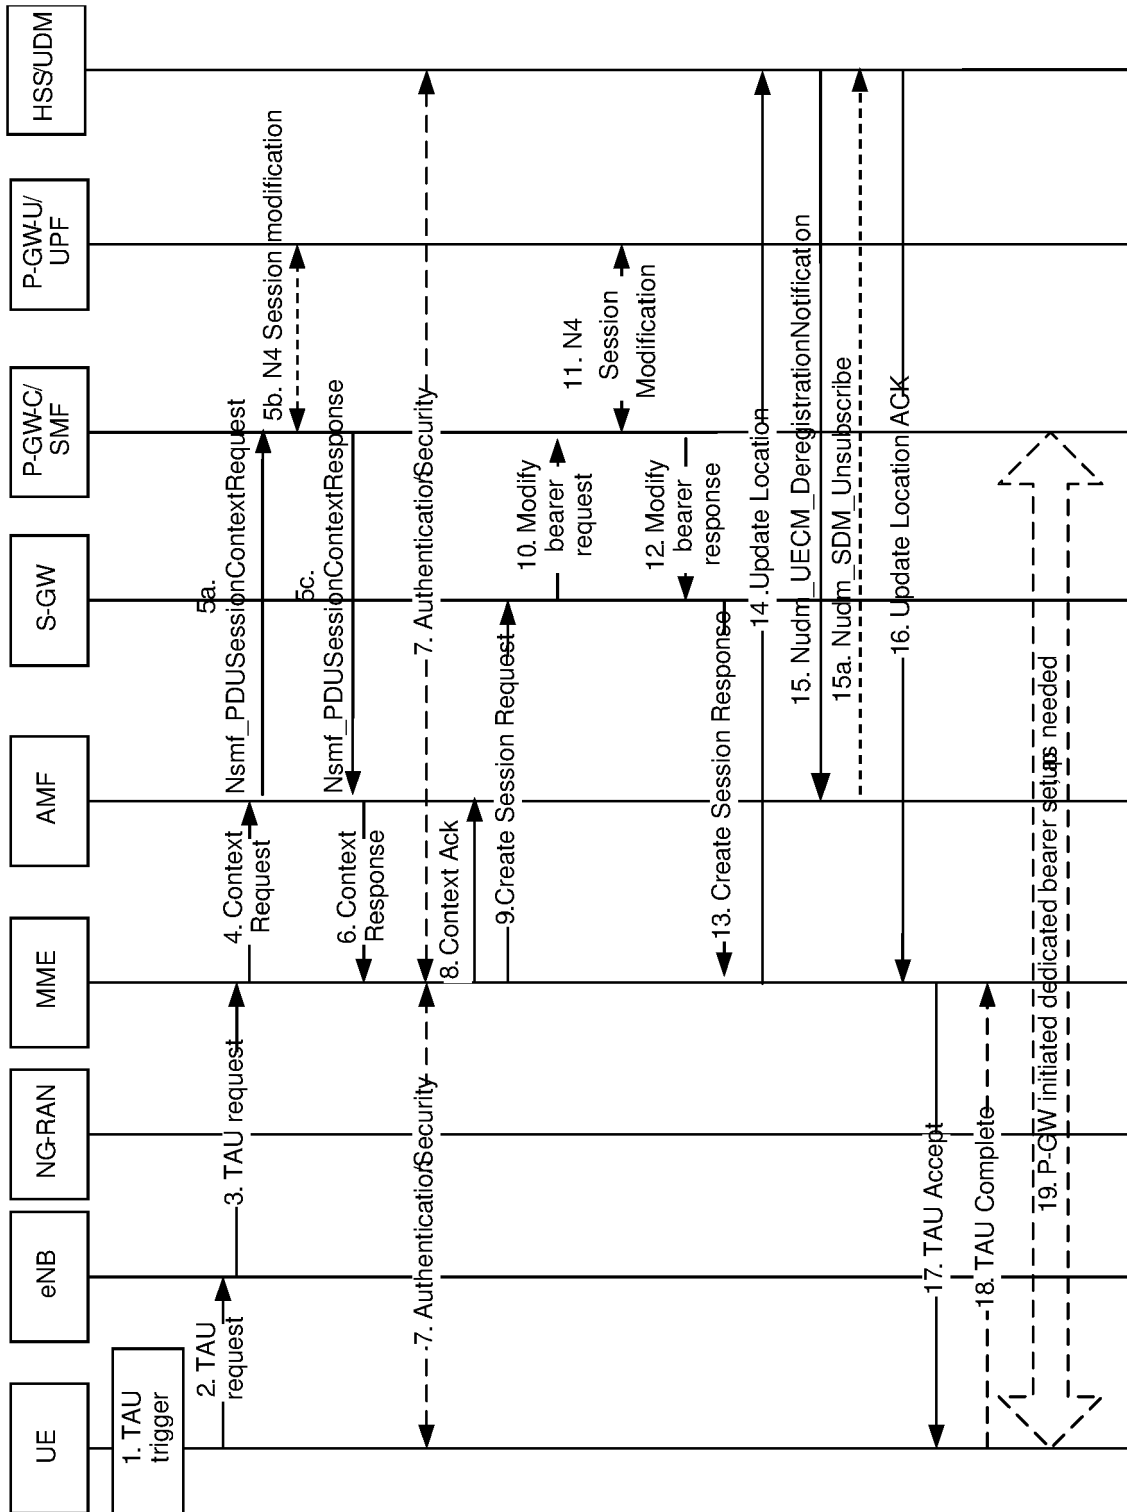 UE
eNB
NG-RAN
MME
AMF
S-GW
P-GW-C/
SMF
P-GW-U/
UPF
HSS/UDM
1. TAU
trigger
2. TAU
request
3. TAU request
4. Context
Request
5a.
Nsmf_PDUSessionContextRequest
5b. N4 Session modification
5c.
Nsmf_PDUSessionContextResponse
6. Context
Response
7. Authentication/Security
7. Authentication/Security
8. Context Ack
9.Create Session Request
10. Modify
bearer
request
11. N4
Session
Modification
12. Modify
bearer
response
13. Create Session Response
14 .Update Location
15. Nudm_UECM_DeregistrationNotification
15a. Nudm_SDM_Unsubscribe
16. Update Location ACK
17. TAU Accept
18. TAU Complete
19. P-GW initiated dedicated bearer setup, as needed